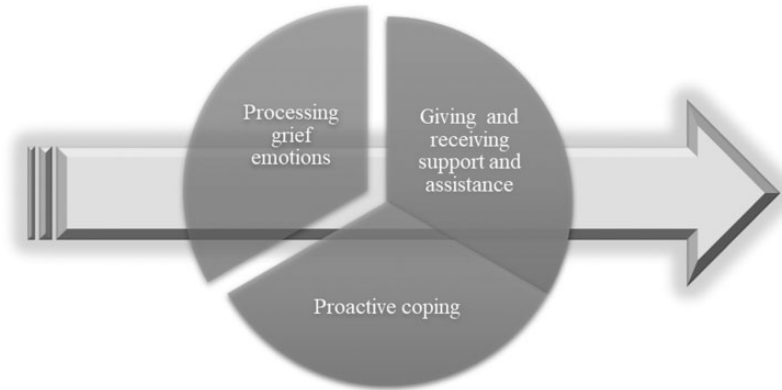 Processing
grief
emotions
Giving and
receiving
support and
assistance
Proactive coping